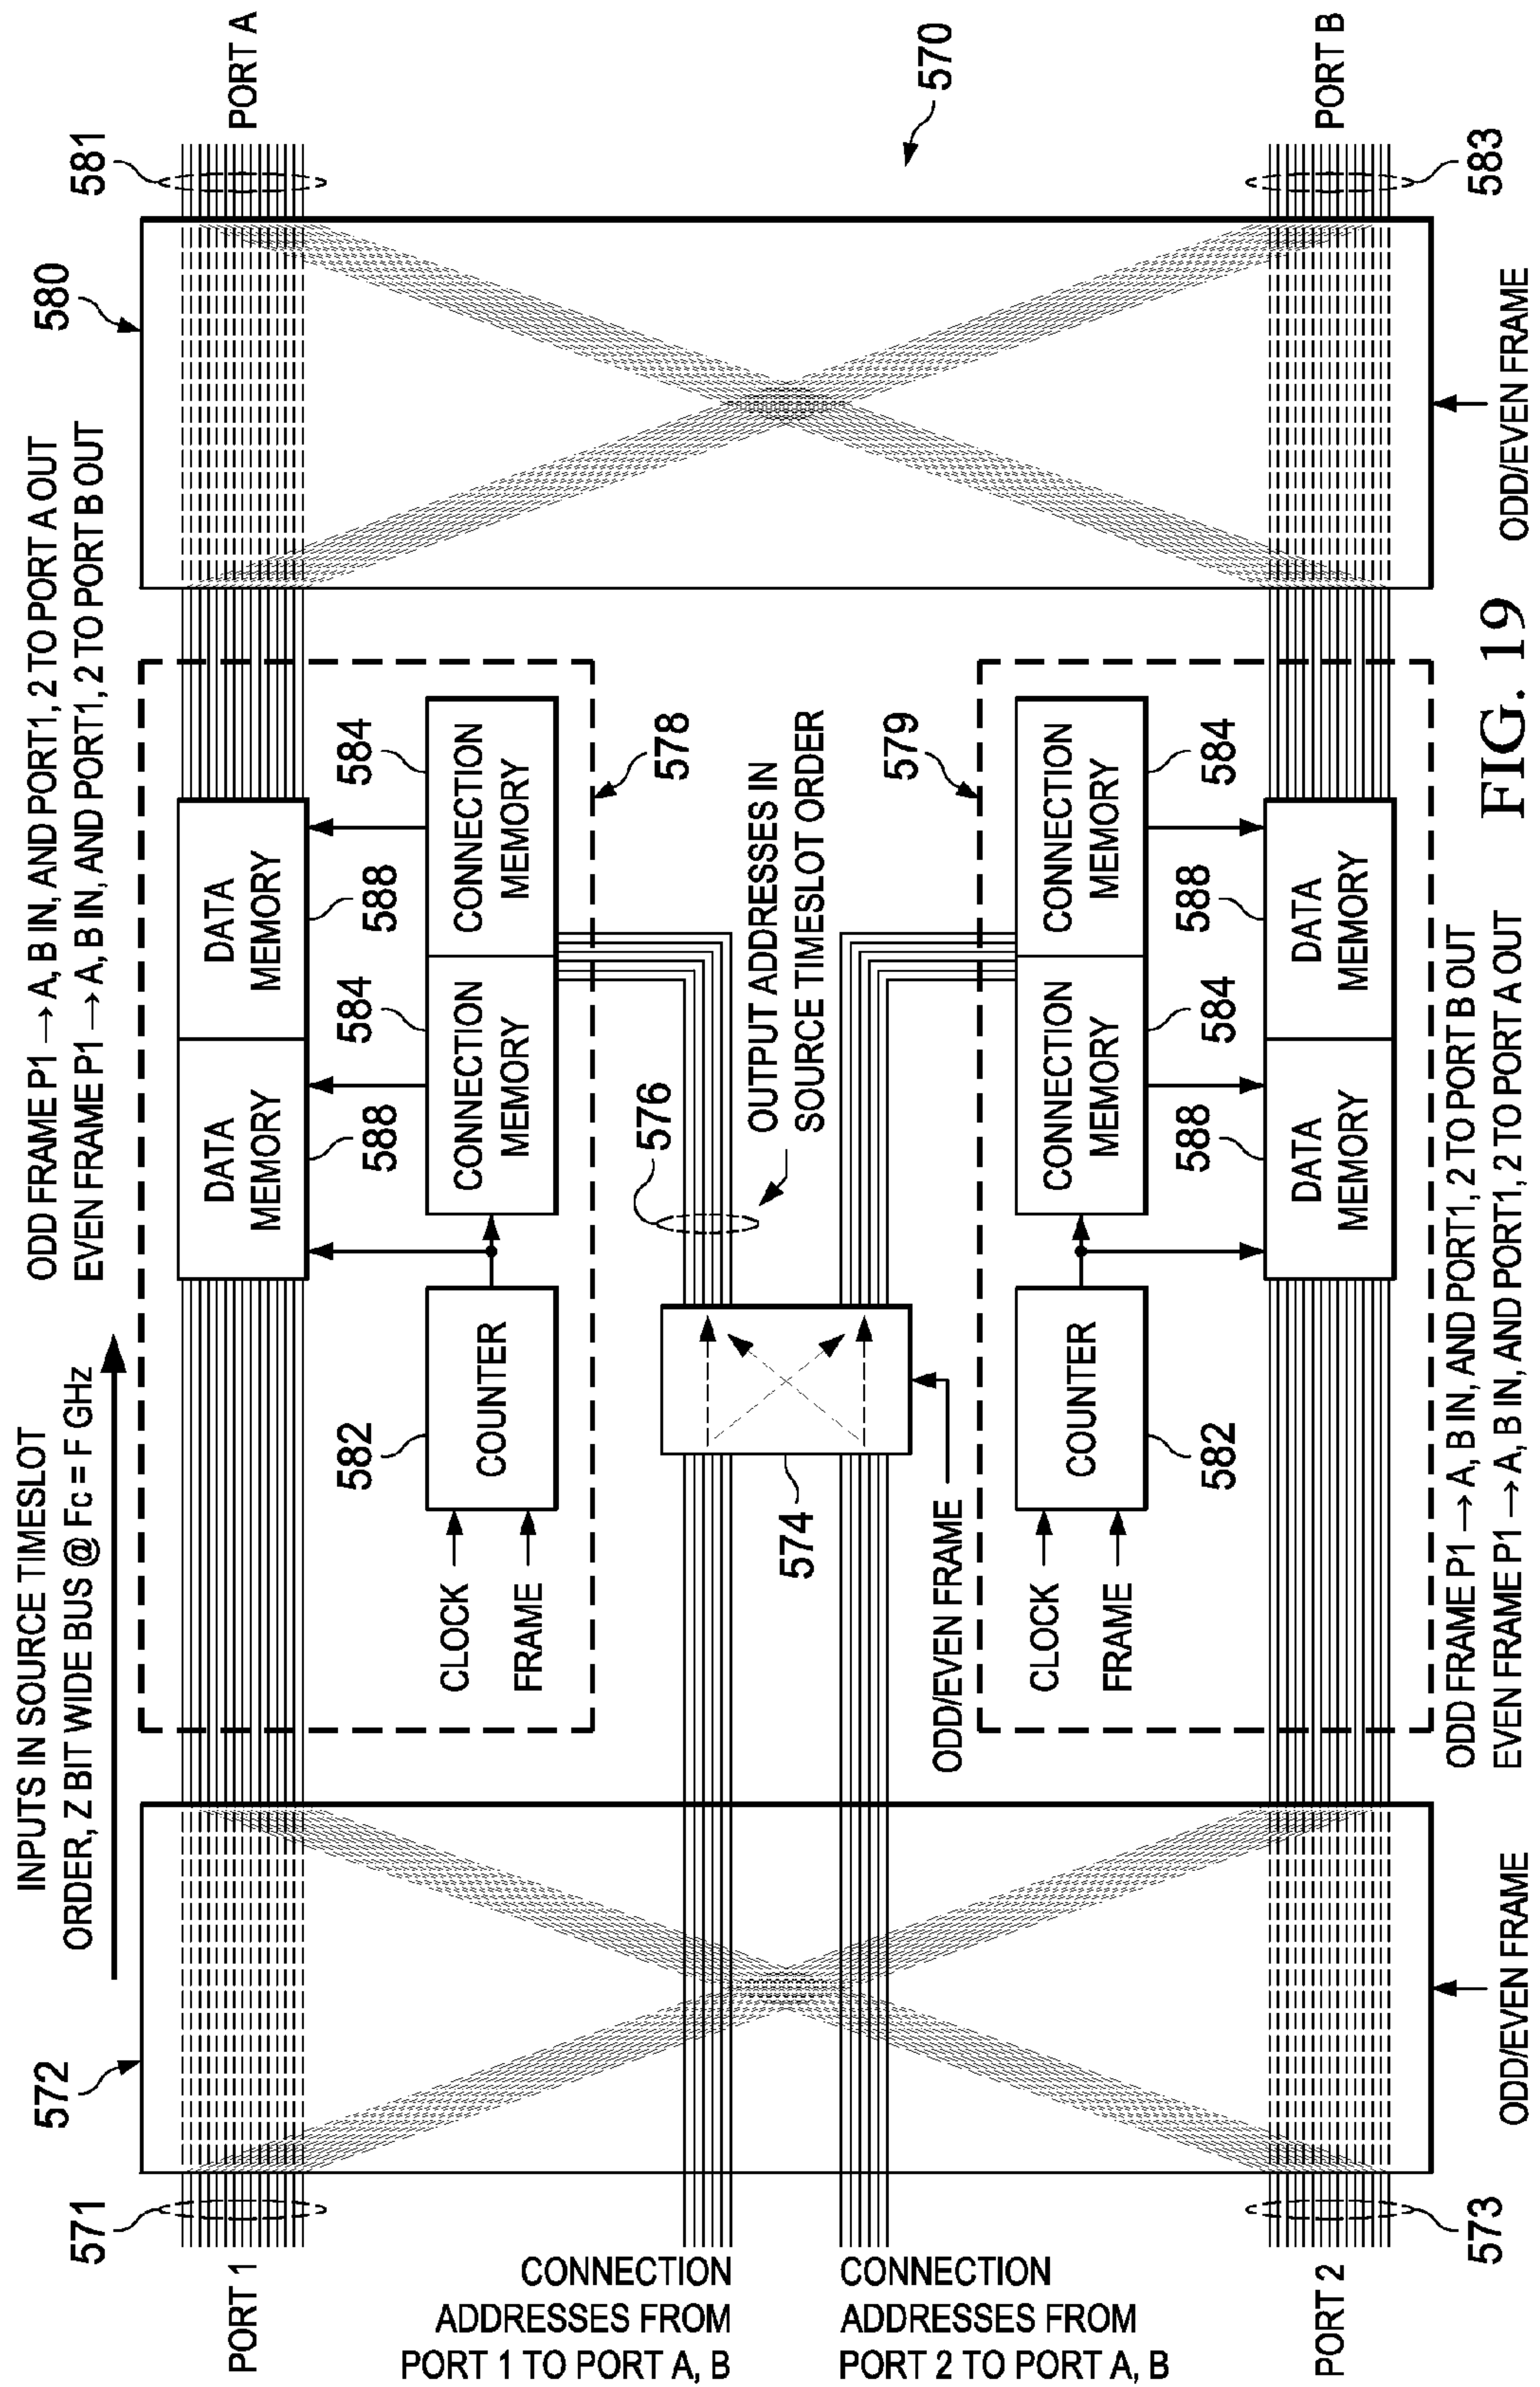 INPUTS IN SOURCE TIMESLOT
ORDER, Z BIT WIDE BUS @ Fc = F GHz
ODD FRAME P1 → A, B IN, AND PORT1, 2 TO PORT A OUT
EVEN FRAME P1 → A, B IN, AND PORT1, 2 TO PORT B OUT
571
572
580
581
PORT 1
PORT A
DATA
MEMORY
DATA
MEMORY
588
588
582
584
584
COUNTER
CONNECTION
MEMORY
CONNECTION
MEMORY
CLOCK
FRAME
578
576
CONNECTION
ADDRESSES FROM
PORT 1 TO PORT A, B
OUTPUT ADDRESSES IN
SOURCE TIMESLOT ORDER
574
570
CONNECTION
ADDRESSES FROM
PORT 2 TO PORT A, B
ODD/EVEN FRAME
579
CLOCK
FRAME
COUNTER
CONNECTION
MEMORY
CONNECTION
MEMORY
582
588
584
588
584
DATA
MEMORY
DATA
MEMORY
PORT 2
PORT B
573
583
ODD FRAME P1 → A, B IN, AND PORT1, 2 TO PORT B OUT
EVEN FRAME P1 → A, B IN, AND PORT1, 2 TO PORT A OUT
ODD/EVEN FRAME
ODD/EVEN FRAME
FIG. 19